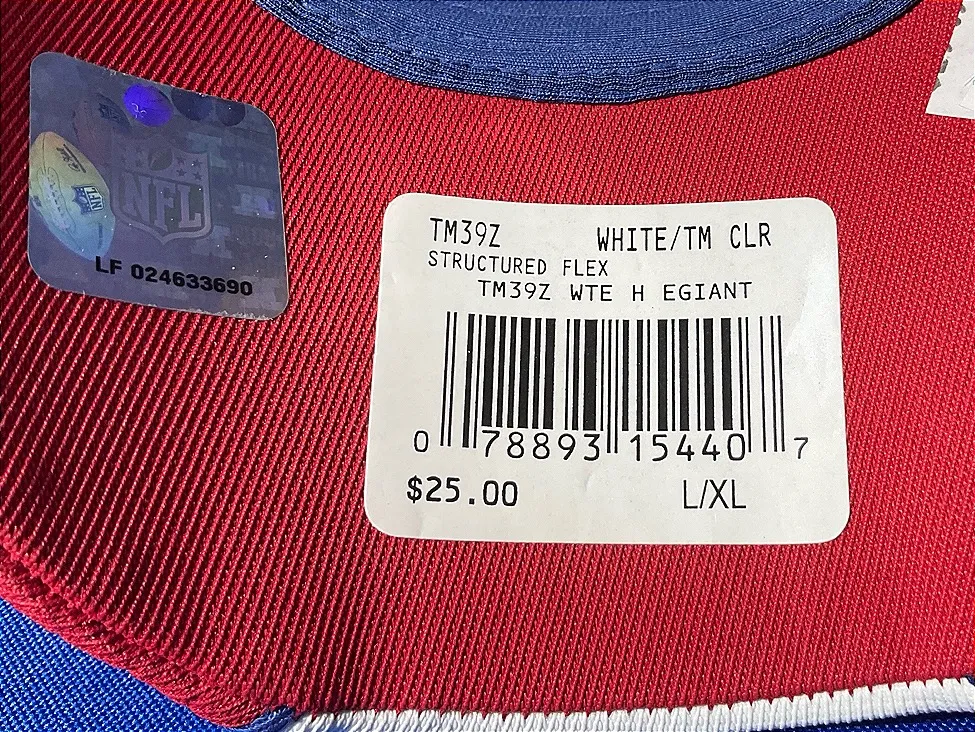 NFL
NFL
LF 024633690
TM39Z WHITE/TM CLR
STRUCTURED FLEX
TM39Z WTE H EGIANT
0 78893 15440 7
$25.00 L/XL